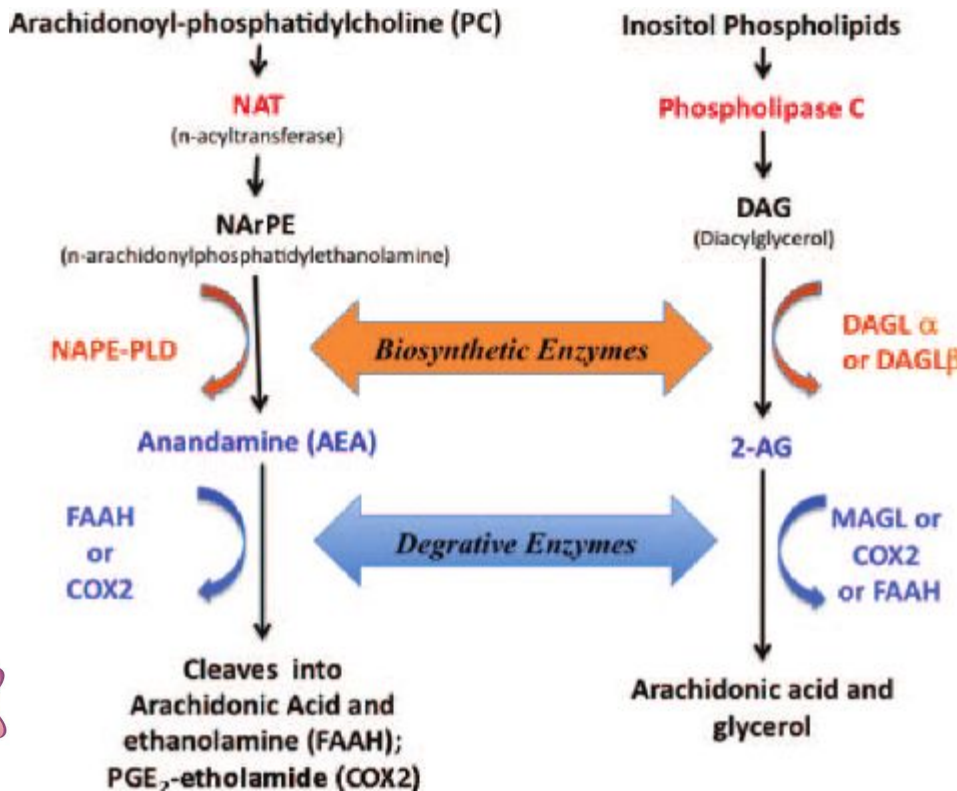 Arachidonoyl-phosphatidylcholine (PC)
NAT
(n-acyltransferase)
NArPE
(n-arachidonylphosphatidylethanolamine)
NAPE-PLD
Anandamine (AEA)
FAAH
or
COX2
Cleaves into
Arachidonic Acid and
ethanolamine (FAAH);
PGE₂-etholamide (COX2)
Biosynthetic Enzymes
Degrative Enzymes
Inositol Phospholipids
Phospholipase C
DAG
(Diacylglycerol)
DAGL α
or DAGLβ
2-AG
MAGL or
COX2
or FAAH
Arachidonic acid and
glycerol